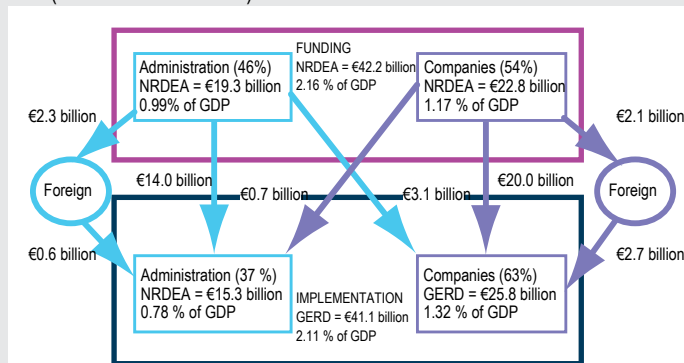 FUNDING
NRDEA = €42.2 billion
2.16 % of GDP
Administration (46%)
NRDEA = €19.3 billion
0.99% of GDP
Companies (54%)
NRDEA = €22.8 billion
1.17 % of GDP
€2.3 billion
€2.1 billion
Foreign
€14.0 billion
€0.7 billion
€3.1 billion
€20.0 billion
Foreign
€0.6 billion
€2.7 billion
Administration (37 %)
NRDEA = €15.3 billion
0.78 % of GDP
IMPLEMENTATION
GERD = €41.1 billion
2.11 % of GDP
Companies (63%)
GERD = €25.8 billion
1.32 % of GDP